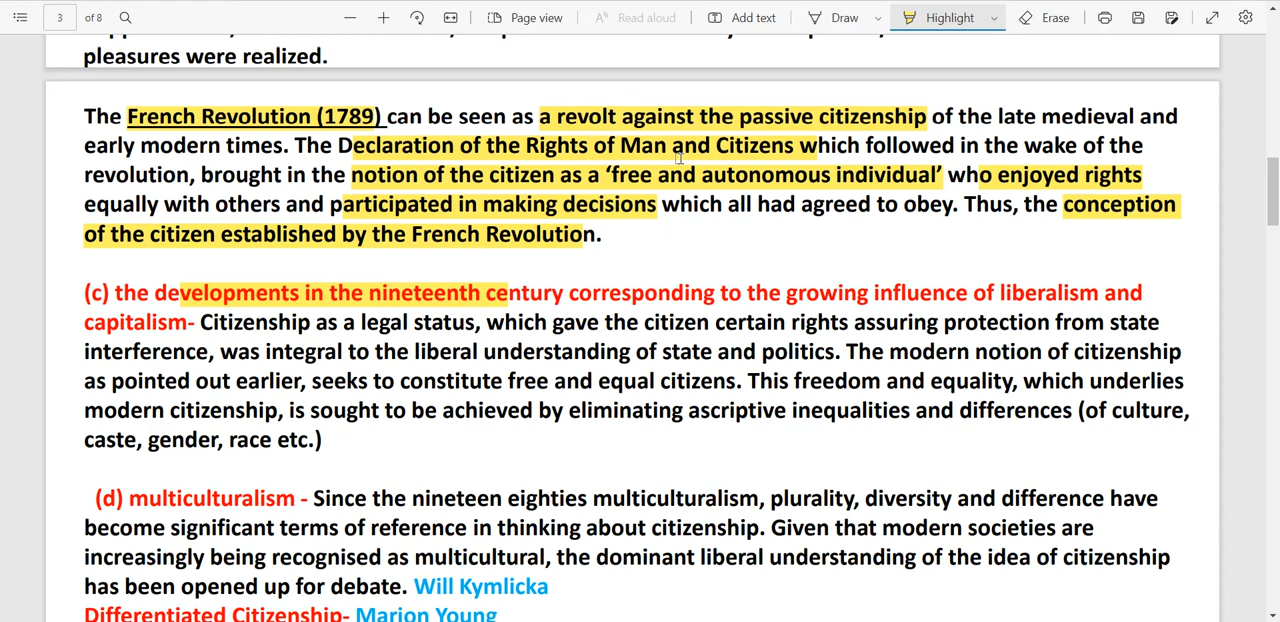 3 of 8 Page view Read aloud Add text Draw Highlight Erase
pleasures were realized.
The French Revolution (1789) can be seen as a revolt against the passive citizenship of the late medieval and
early modern times. The Declaration of the Rights of Man and Citizens which followed in the wake of the
revolution, brought in the notion of the citizen as a ‘free and autonomous individual’ who enjoyed rights
equally with others and participated in making decisions which all had agreed to obey. Thus, the conception
of the citizen established by the French Revolution.
(c) the developments in the nineteenth century corresponding to the growing influence of liberalism and
capitalism- Citizenship as a legal status, which gave the citizen certain rights assuring protection from state
interference, was integral to the liberal understanding of state and politics. The modern notion of citizenship
as pointed out earlier, seeks to constitute free and equal citizens. This freedom and equality, which underlies
modern citizenship, is sought to be achieved by eliminating ascriptive inequalities and differences (of culture,
caste, gender, race etc.)
(d) multiculturalism - Since the nineteen eighties multiculturalism, plurality, diversity and difference have
become significant terms of reference in thinking about citizenship. Given that modern societies are
increasingly being recognised as multicultural, the dominant liberal understanding of the idea of citizenship
has been opened up for debate. Will Kymlicka
Differentiated Citizenship- Marion Young